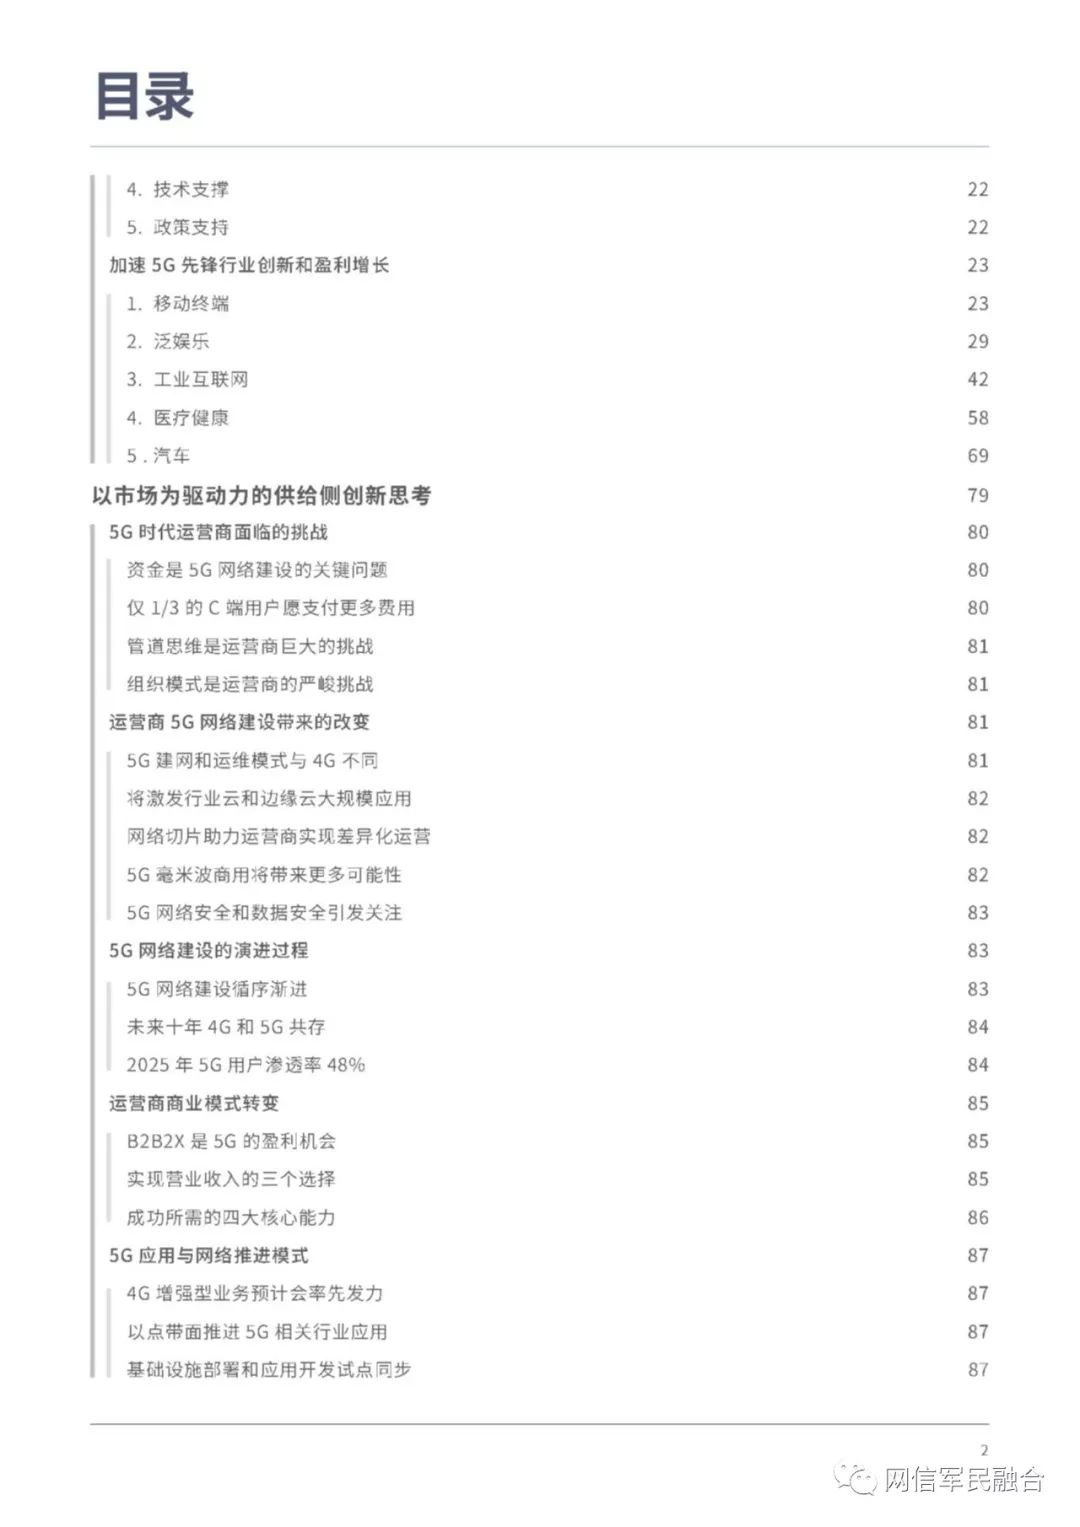 目录
4. 技术支撑 22
5. 政策支持 22
加速 5G 先锋行业创新和盈利增长 23
1. 移动终端 23
2. 泛娱乐 29
3. 工业互联网 42
4. 医疗健康 58
5 . 汽车 69
以市场为驱动力的供给侧创新思考 79
5G 时代运营商面临的挑战 80
资金是 5G 网络建设的关键问题 80
仅 1/3 的 C 端用户愿支付更多费用 80
管道思维是运营商巨大的挑战 81
组织模式是运营商的严峻挑战 81
运营商 5G 网络建设带来的改变 81
5G 建网和运维模式与 4G 不同 81
将激发行业云和边缘云大规模应用 82
网络切片助力运营商实现差异化运营 82
5G 毫米波商用将带来更多可能性 82
5G 网络安全和数据安全引发关注 83
5G 网络建设的演进过程 83
5G 网络建设循序渐进 83
未来十年 4G 和 5G 共存 84
2025 年 5G 用户渗透率 48% 84
运营商商业模式转变 85
B2B2X 是 5G 的盈利机会 85
实现营业收入的三个选择 85
成功所需的四大核心能力 86
5G 应用与网络推进模式 87
4G 增强型业务预计会率先发力 87
以点带面推进 5G 相关行业应用 87
基础设施部署和应用开发试点同步 87
2
网信军民融合